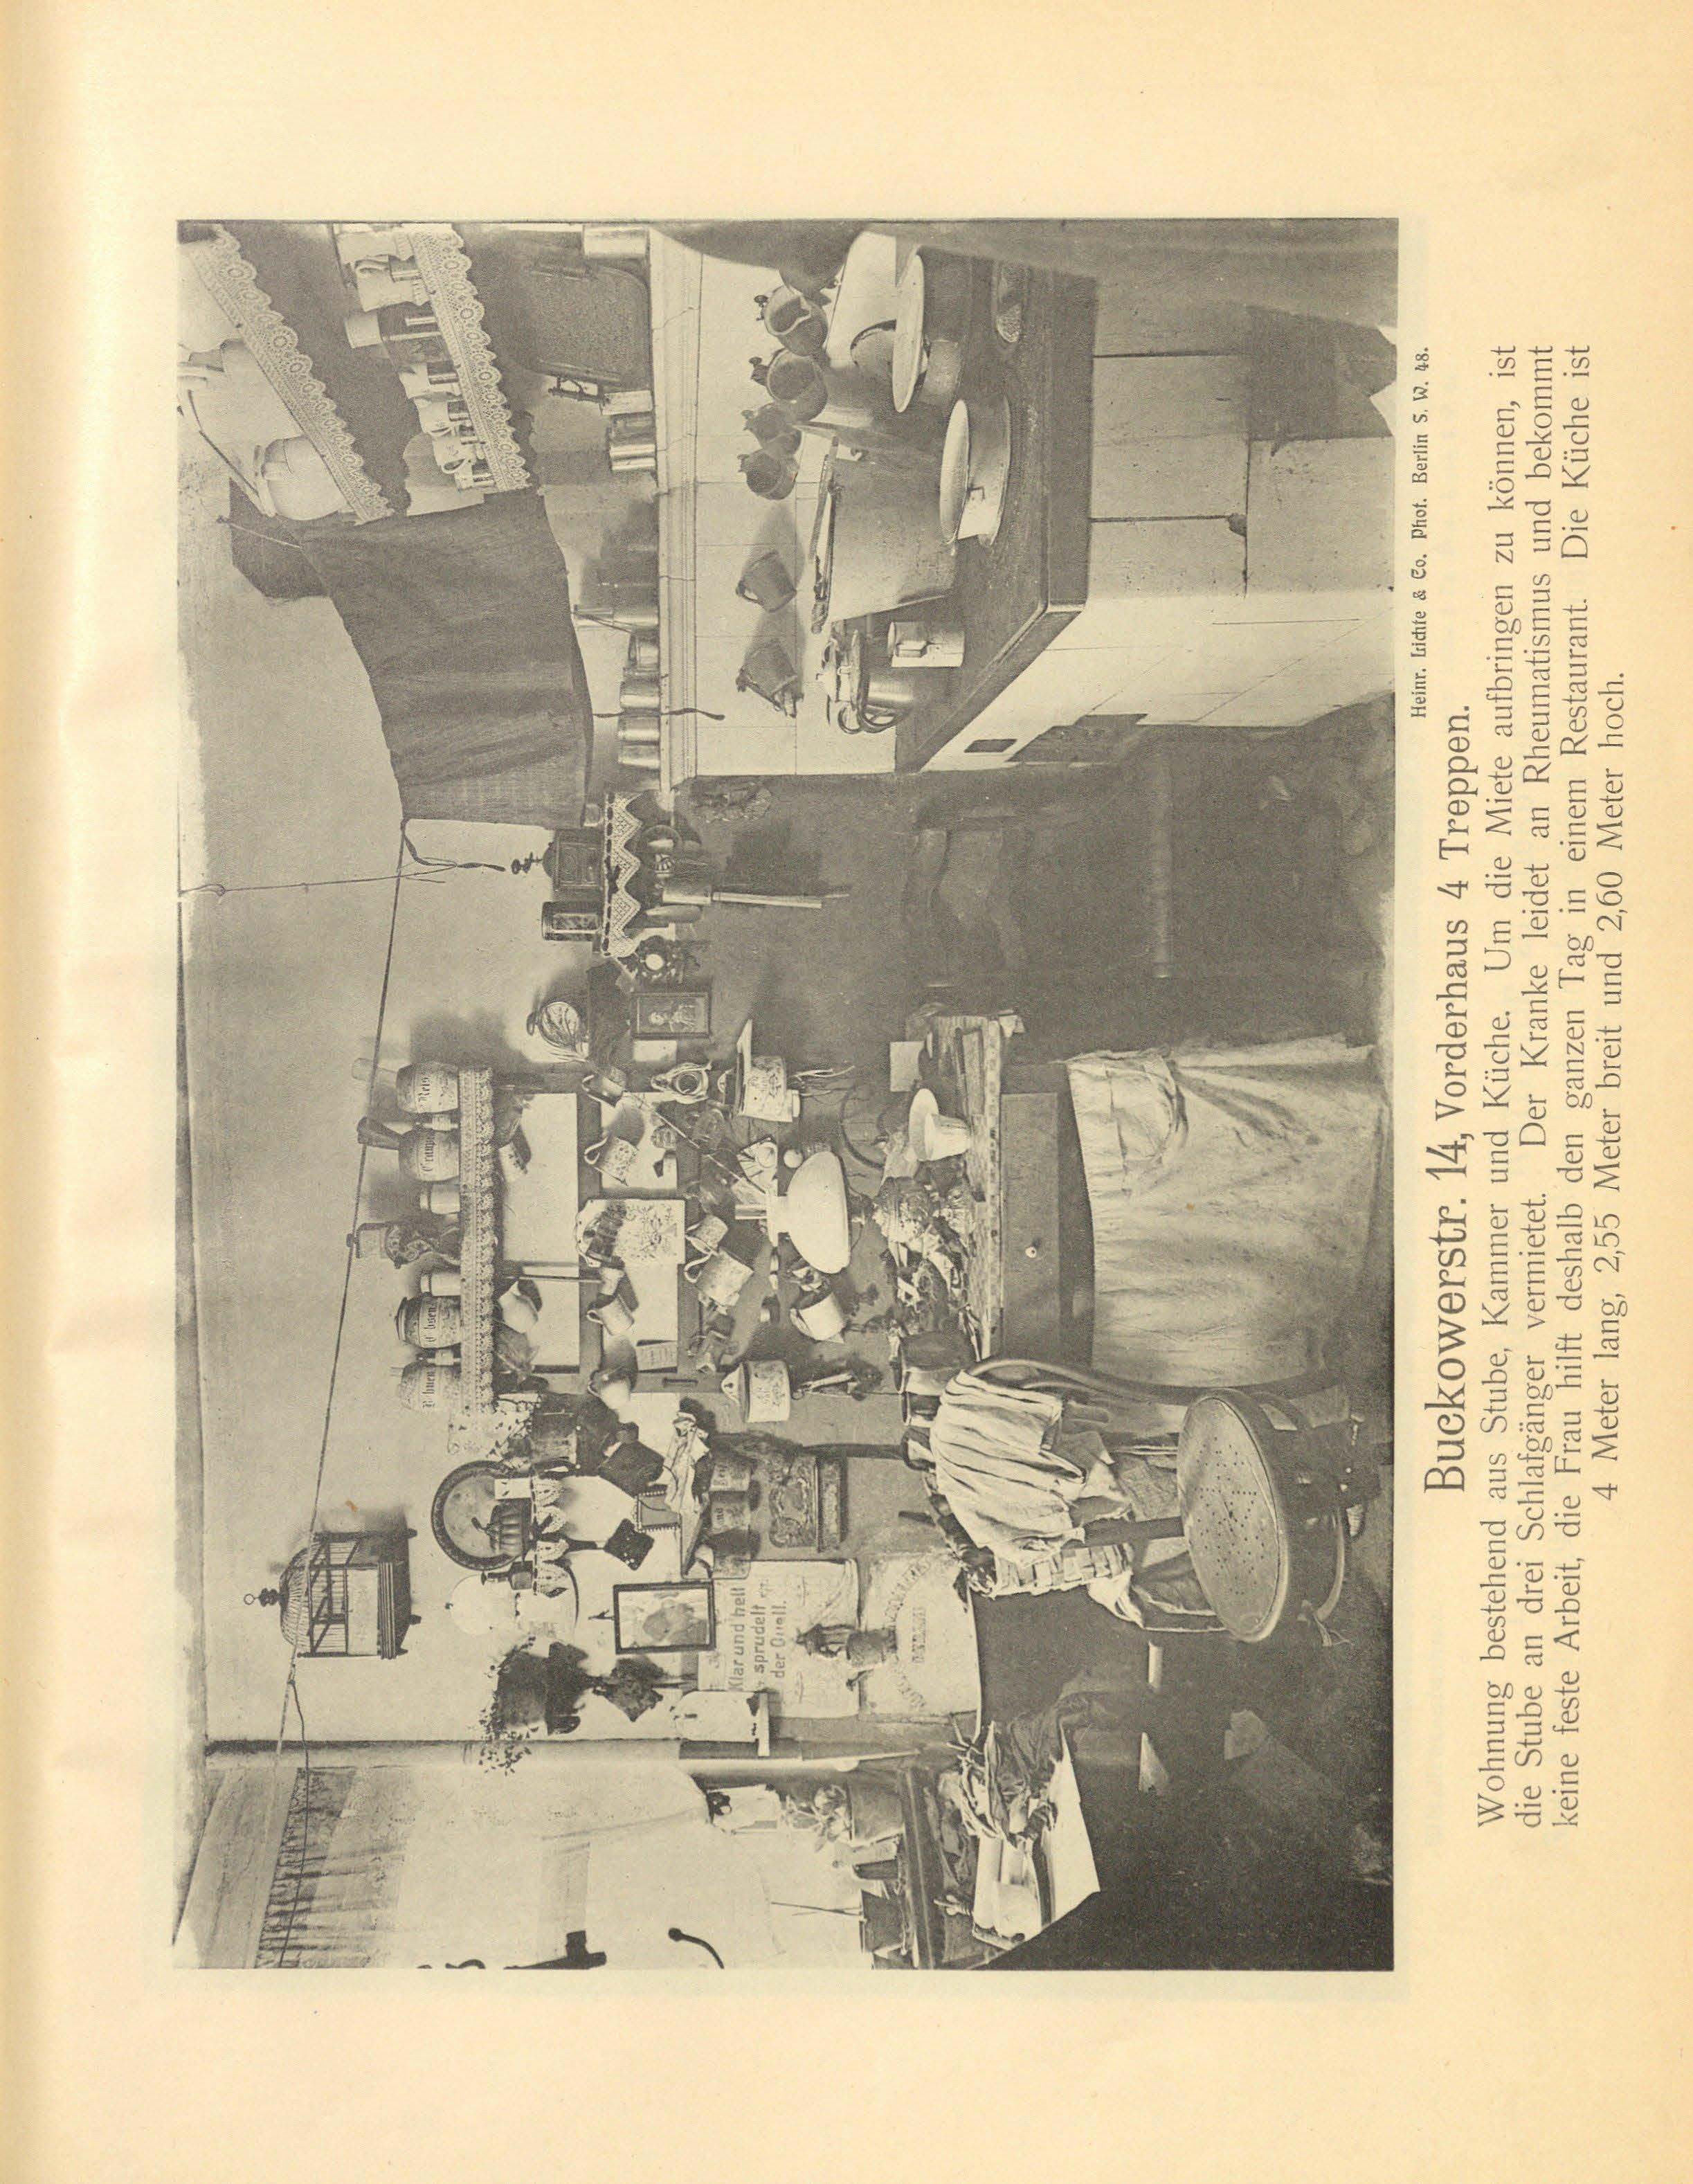 Reis
Klar und hell
sprudelt
der Quell.
Heinr. Lichte & Co. Phot. Berlin S. W. 48.
Buckowerstr. 14, Vorderhaus 4 Treppen.
Wohnung bestehend aus Stube, Kammer und Küche. Um die Miete aufbringen zu können, ist
die Stube an drei Schlafgänger vermietet. Der Kranke leidet an Rheumatismus und bekommt
keine feste Arbeit, die Frau hilft deshalb den ganzen Tag in einem Restaurant. Die Küche ist
4 Meter lang, 2,55 Meter breit und 2,60 Meter hoch.